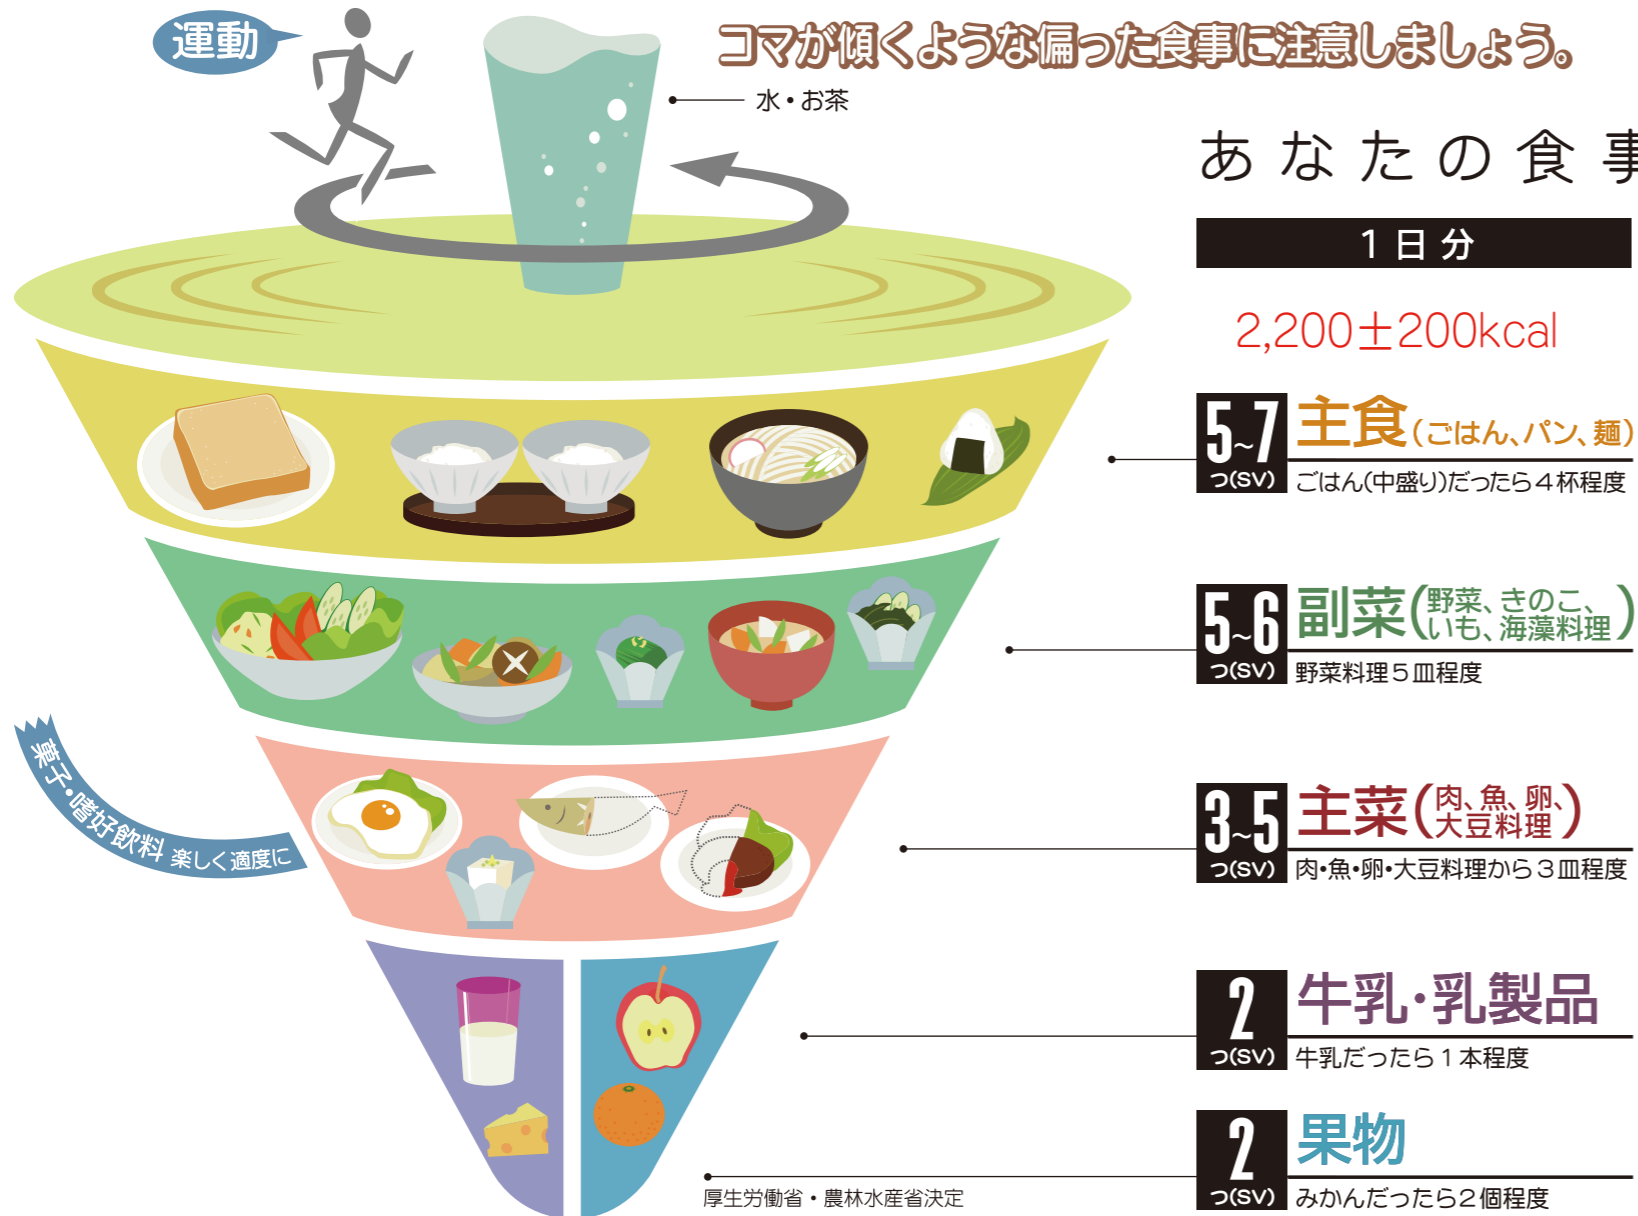 運動
コマが傾くような偏った食事に注意しましょう。
水・お茶
あなたの食事
1日分
2,200±200kcal
5~7 つ(SV)
主食(ごはん、パン、麺)
ごはん(中盛り)だったら4杯程度
5~6 つ(SV)
副菜(野菜、きのこ、
いも、海藻料理)
野菜料理5皿程度
菓子・嗜好飲料 楽しく適度に
3~5 つ(SV)
主菜(肉、魚、卵、
大豆料理)
肉・魚・卵・大豆料理から3皿程度
2 つ(SV)
牛乳・乳製品
牛乳だったら1本程度
2 つ(SV)
果物
みかんだったら2個程度
厚生労働省・農林水産省決定